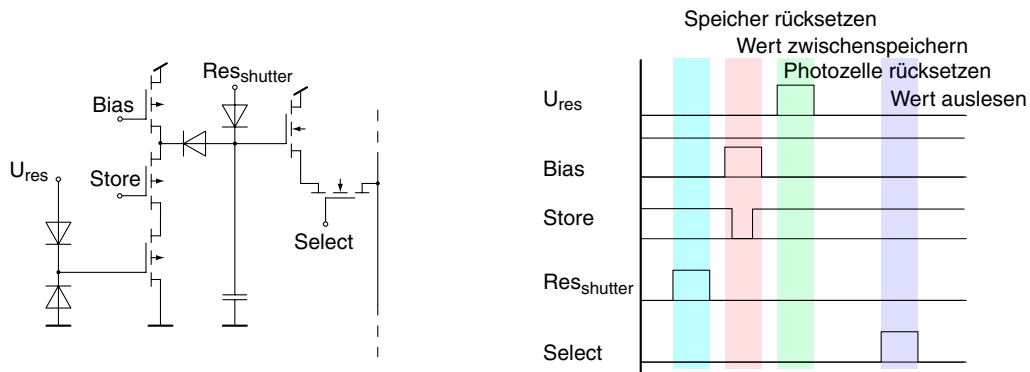 Res_shutter
Bias
U_res
Store
Select
Speicher rücksetzen
Wert zwischenspeichern
Photozelle rücksetzen
U_res
Wert auslesen
Bias
Store
Res_shutter
Select